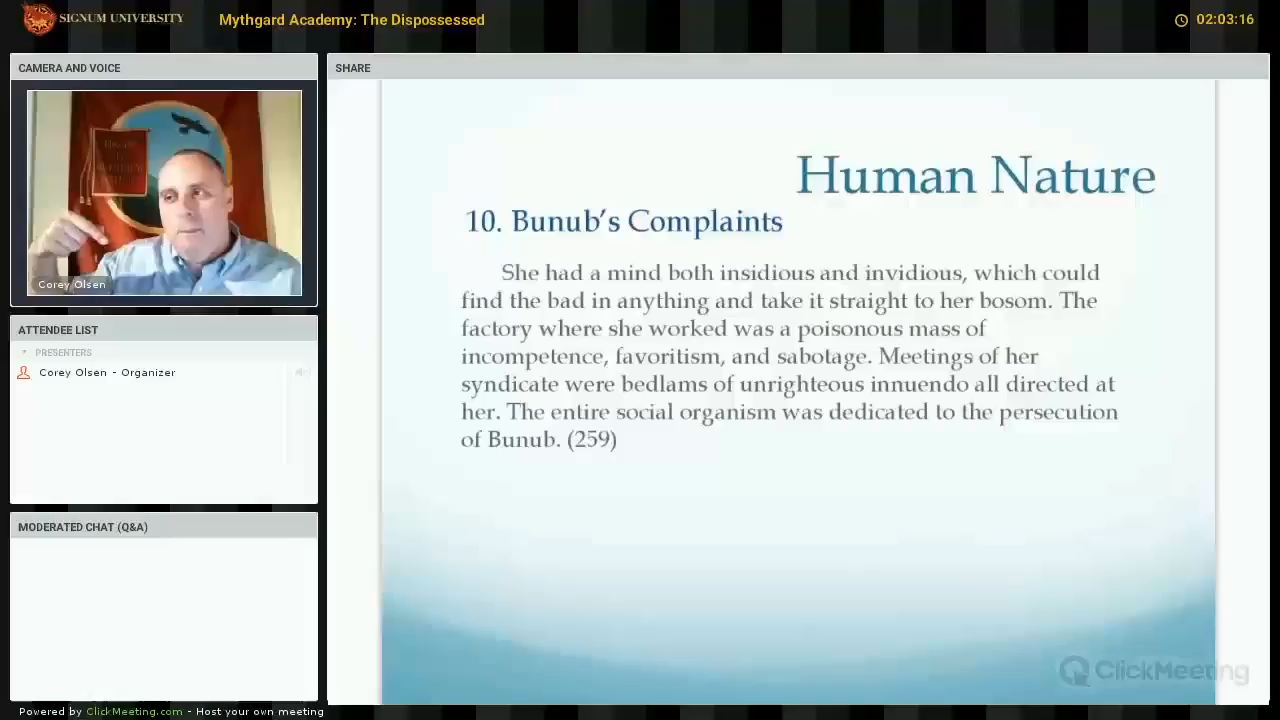 SIGNUM UNIVERSITY
Mythgard Academy: The Dispossessed
02:03:16
CAMERA AND VOICE
Corey Olsen
ATTENDEE LIST
PRESENTERS
Corey Olsen - Organizer
MODERATED CHAT (Q&A)
Powered by ClickMeeting.com - Host your own meeting
SHARE
Human Nature
10. Bunub’s Complaints
She had a mind both insidious and invidious, which could
find the bad in anything and take it straight to her bosom. The
factory where she worked was a poisonous mass of
incompetence, favoritism, and sabotage. Meetings of her
syndicate were bedlams of unrighteous innuendo all directed at
her. The entire social organism was dedicated to the persecution
of Bunub. (259)
ClickMeeting